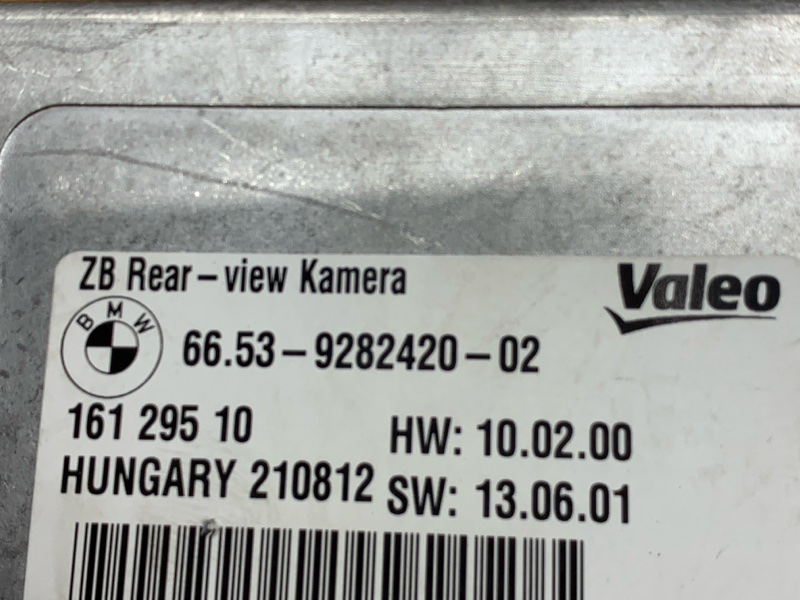 ZB Rear-view Kamera
Valeo
BMW
66.53-9282420-02
161 295 10
HW: 10.02.00
HUNGARY 210812
SW: 13.06.01